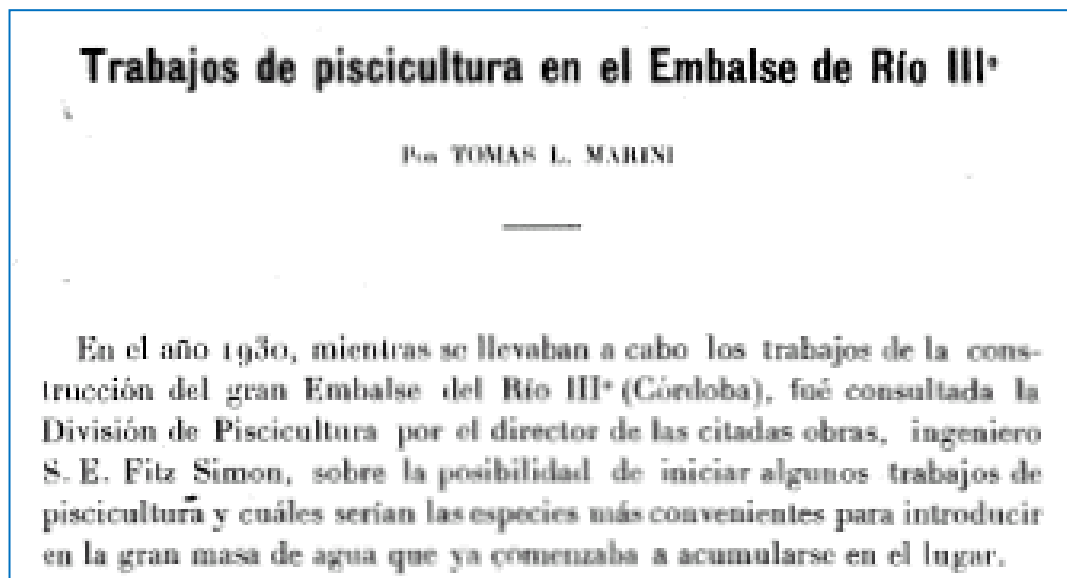 Trabajos de piscicultura en el Embalse de Río III°
Por TOMAS L. MARINI
En el año 1930, mientras se llevaban a cabo los trabajos de la cons-
trucción del gran Embalse del Río III° (Córdoba), fué consultada la
División de Piscicultura por el director de las citadas obras, ingeniero
S. E. Fitz Simon, sobre la posibilidad de iniciar algunos trabajos de
piscicultura y cuáles serían las especies más convenientes para introducir
en la gran masa de agua que ya comenzaba a acumularse en el lugar.